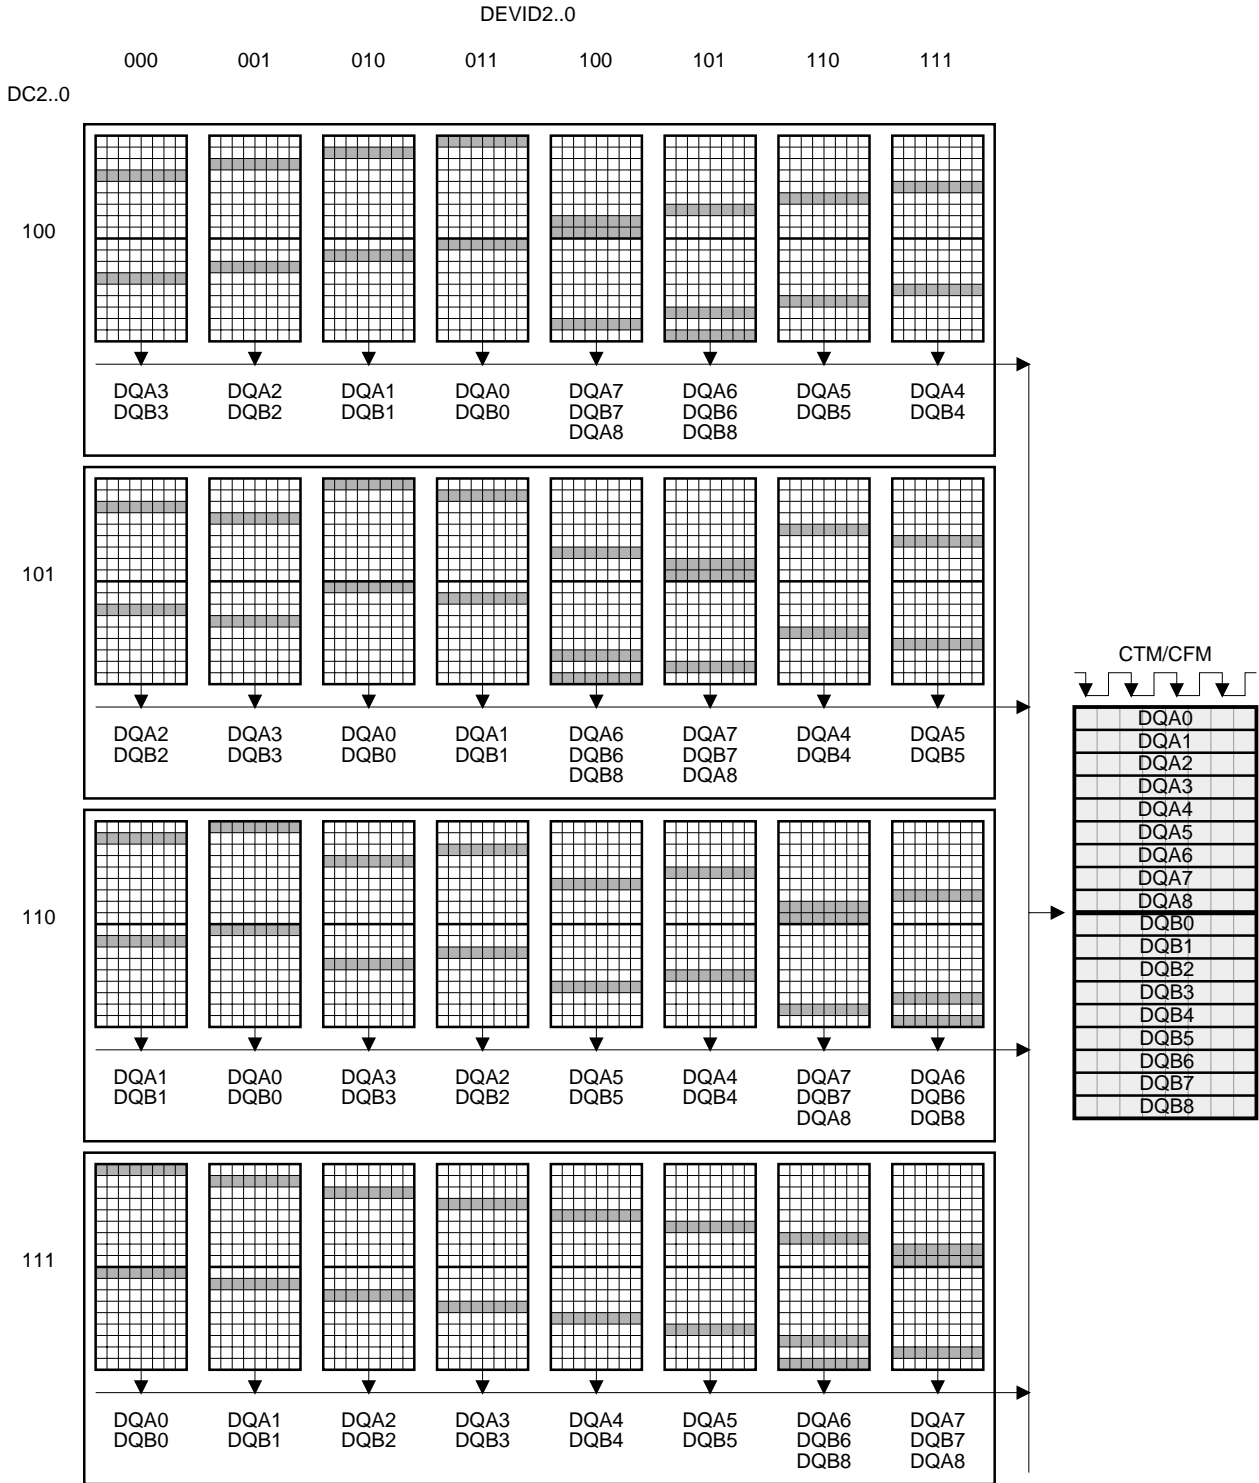 DEVID2..0
000 001 010 011 100 101 110 111
DC2..0
100
DQA3 DQA2 DQA1 DQA0 DQA7 DQA6 DQA5 DQA4
DQB3 DQB2 DQB1 DQB0 DQB7 DQB6 DQB5 DQB4
DQA8 DQB8
101
DQA2 DQA3 DQA0 DQA1 DQA6 DQA7 DQA4 DQA5
DQB2 DQB3 DQB0 DQB1 DQB6 DQB7 DQB4 DQB5
DQB8 DQA8
110
DQA1 DQA0 DQA3 DQA2 DQA5 DQA4 DQA7 DQA6
DQB1 DQB0 DQB3 DQB2 DQB5 DQB4 DQB7 DQB6
DQA8 DQB8
111
DQA0 DQA1 DQA2 DQA3 DQA4 DQA5 DQA6 DQA7
DQB0 DQB1 DQB2 DQB3 DQB4 DQB5 DQB6 DQB7
DQB8 DQA8
CTM/CFM
DQA0
DQA1
DQA2
DQA3
DQA4
DQA5
DQA6
DQA7
DQA8
DQB0
DQB1
DQB2
DQB3
DQB4
DQB5
DQB6
DQB7
DQB8